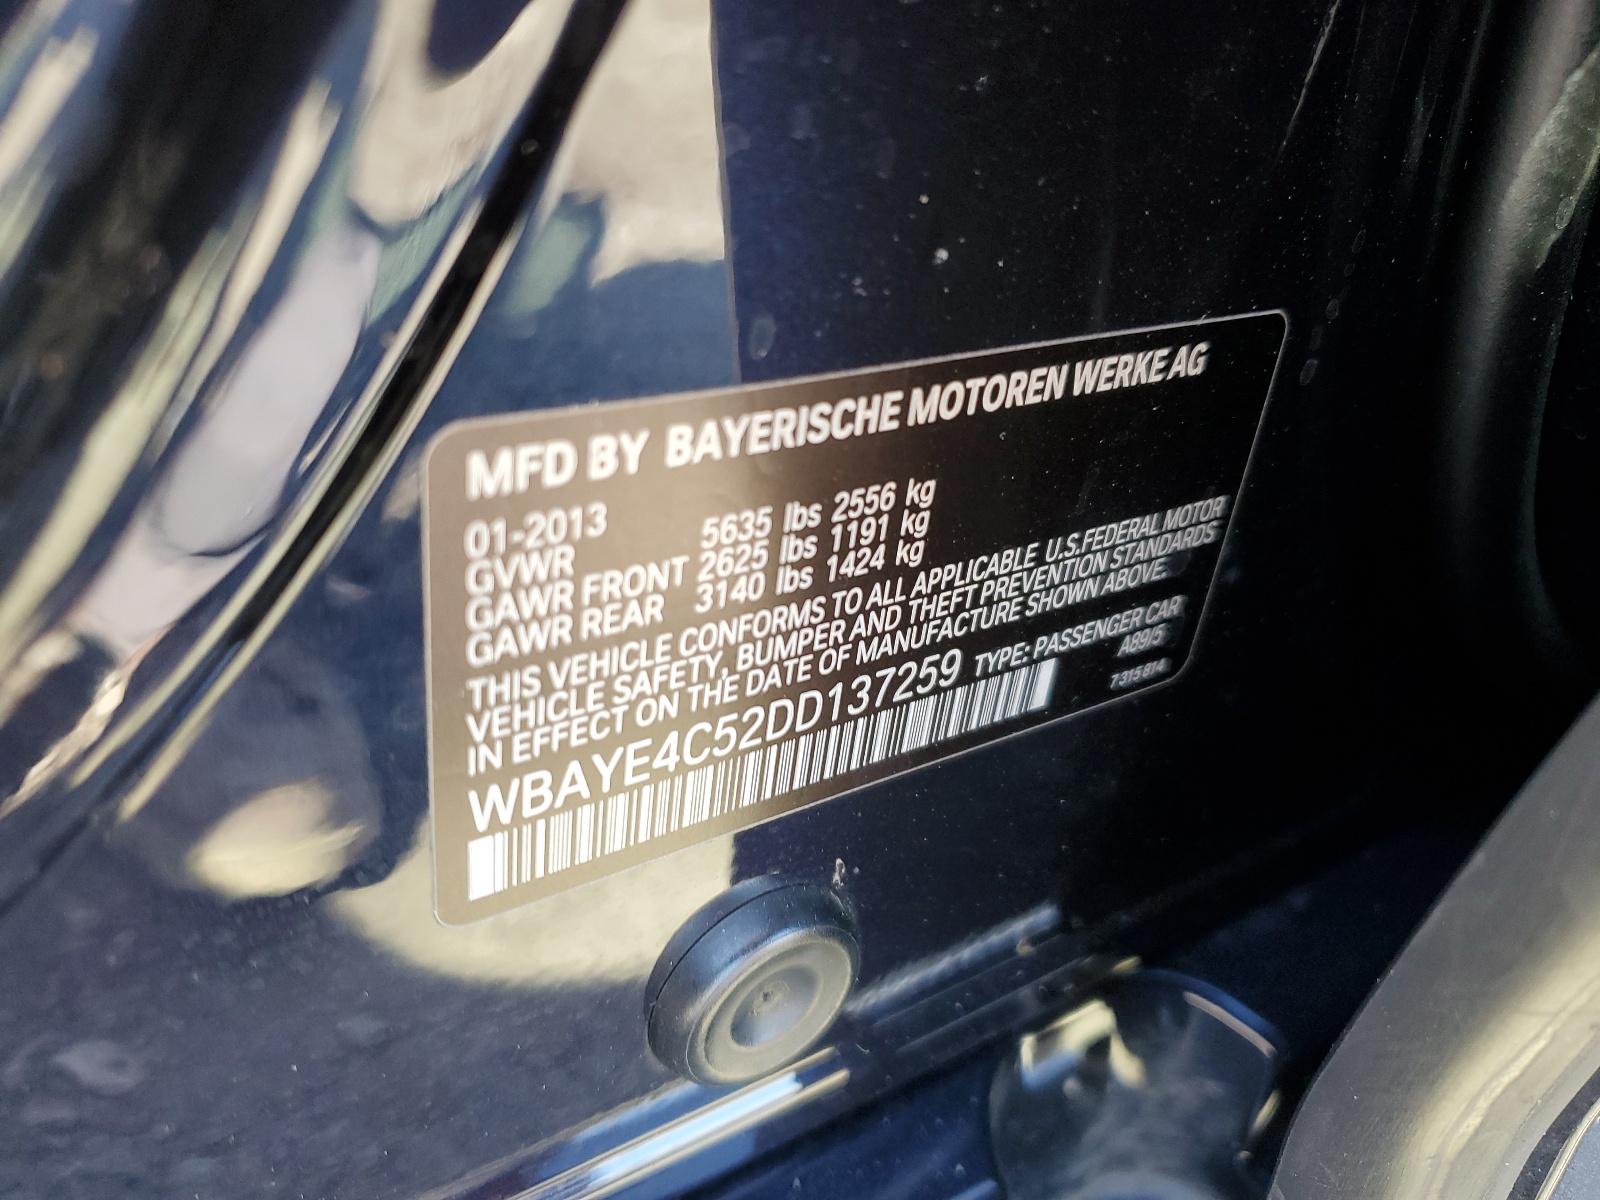 MFD BY BAYERISCHE MOTOREN WERKE AG
01-2013
GVWR 5635 lbs 2556 kg
GAWR FRONT 2625 lbs 1191 kg
GAWR REAR 3140 lbs 1424 kg
THIS VEHICLE CONFORMS TO ALL APPLICABLE U.S.FEDERAL MOTOR
VEHICLE SAFETY, BUMPER AND THEFT PREVENTION STANDARDS
IN EFFECT ON THE DATE OF MANUFACTURE SHOWN ABOVE.
WBAYE4C52DD137259 TYPE: PASSENGER CAR
A89/5
7315 814